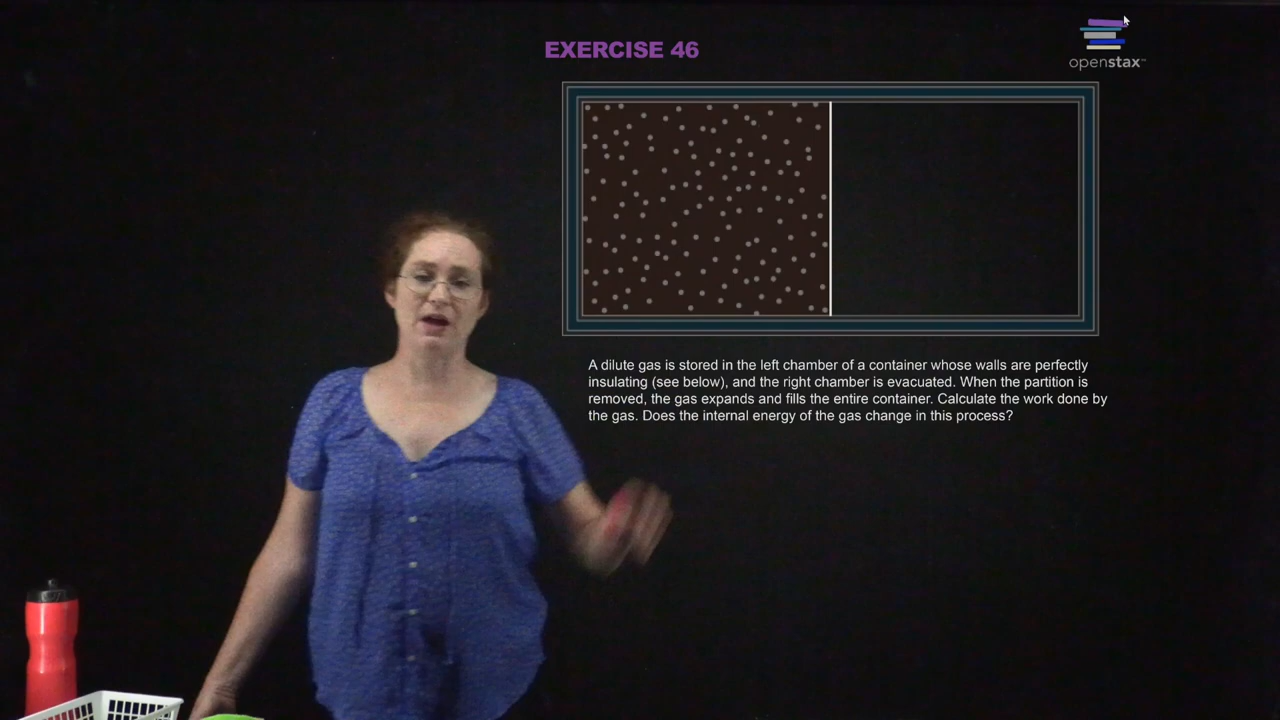 EXERCISE 46
openstax™
A dilute gas is stored in the left chamber of a container whose walls are perfectly
insulating (see below), and the right chamber is evacuated. When the partition is
removed, the gas expands and fills the entire container. Calculate the work done by
the gas. Does the internal energy of the gas change in this process?